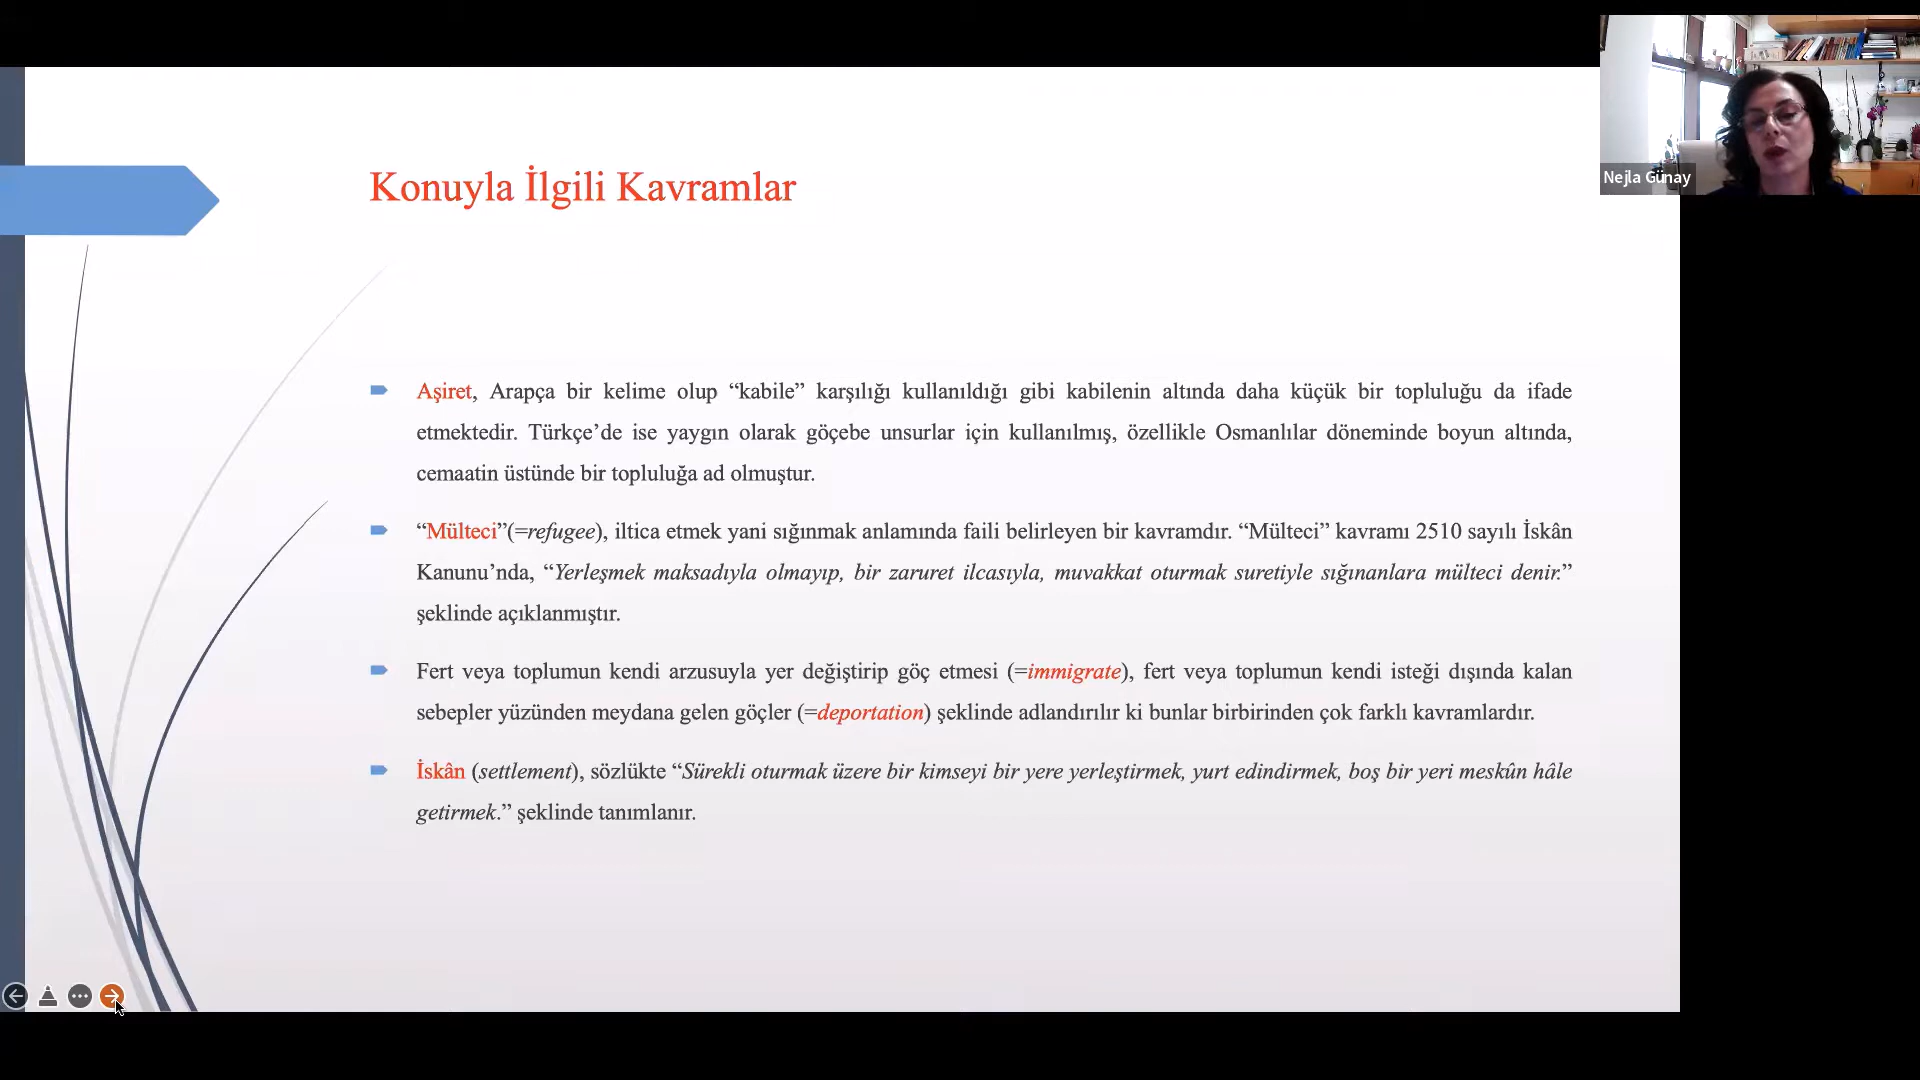 Nejla Günay
Konuyla İlgili Kavramlar
Aşiret, Arapça bir kelime olup “kabile” karşılığı kullanıldığı gibi kabilenin altında daha küçük bir topluluğu da ifade
etmektedir. Türkçe’de ise yaygın olarak göçebe unsurlar için kullanılmış, özellikle Osmanlılar döneminde boyun altında,
cemaatin üstünde bir topluluğa ad olmuştur.
“Mülteci”(=refugee), iltica etmek yani sığınmak anlamında faili belirleyen bir kavramdır. “Mülteci” kavramı 2510 sayılı İskân
Kanunu’nda, “Yerleşmek maksadıyla olmayıp, bir zaruret ilcasıyla, muvakkat oturmak suretiyle sığınanlara mülteci denir.”
şeklinde açıklanmıştır.
Fert veya toplumun kendi arzusuyla yer değiştirip göç etmesi (=immigrate), fert veya toplumun kendi isteği dışında kalan
sebepler yüzünden meydana gelen göçler (=deportation) şeklinde adlandırılır ki bunlar birbirinden çok farklı kavramlardır.
İskân (settlement), sözlükte “Sürekli oturmak üzere bir kimseyi bir yere yerleştirmek, yurt edindirmek, boş bir yeri meskûn hâle
getirmek.” şeklinde tanımlanır.